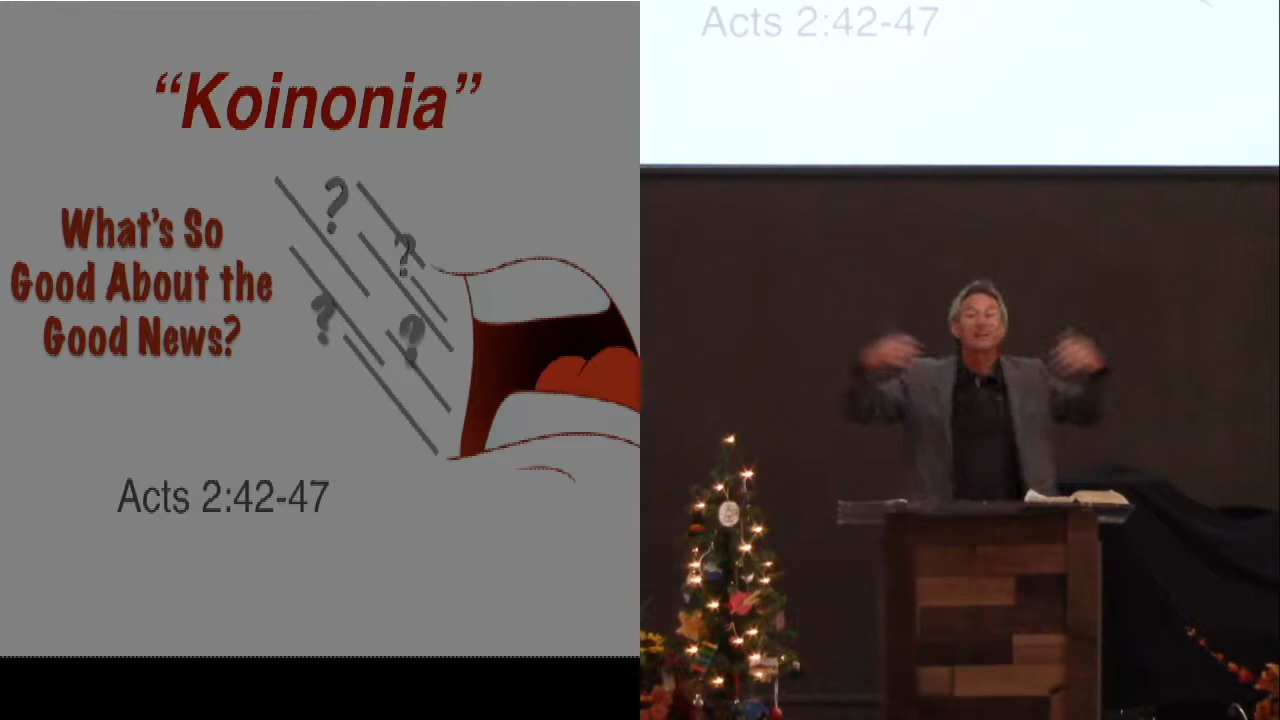 “Koinonia”
What's So
Good About the
Good News?
?
?
?
?
Acts 2:42-47
Acts 2:42-47